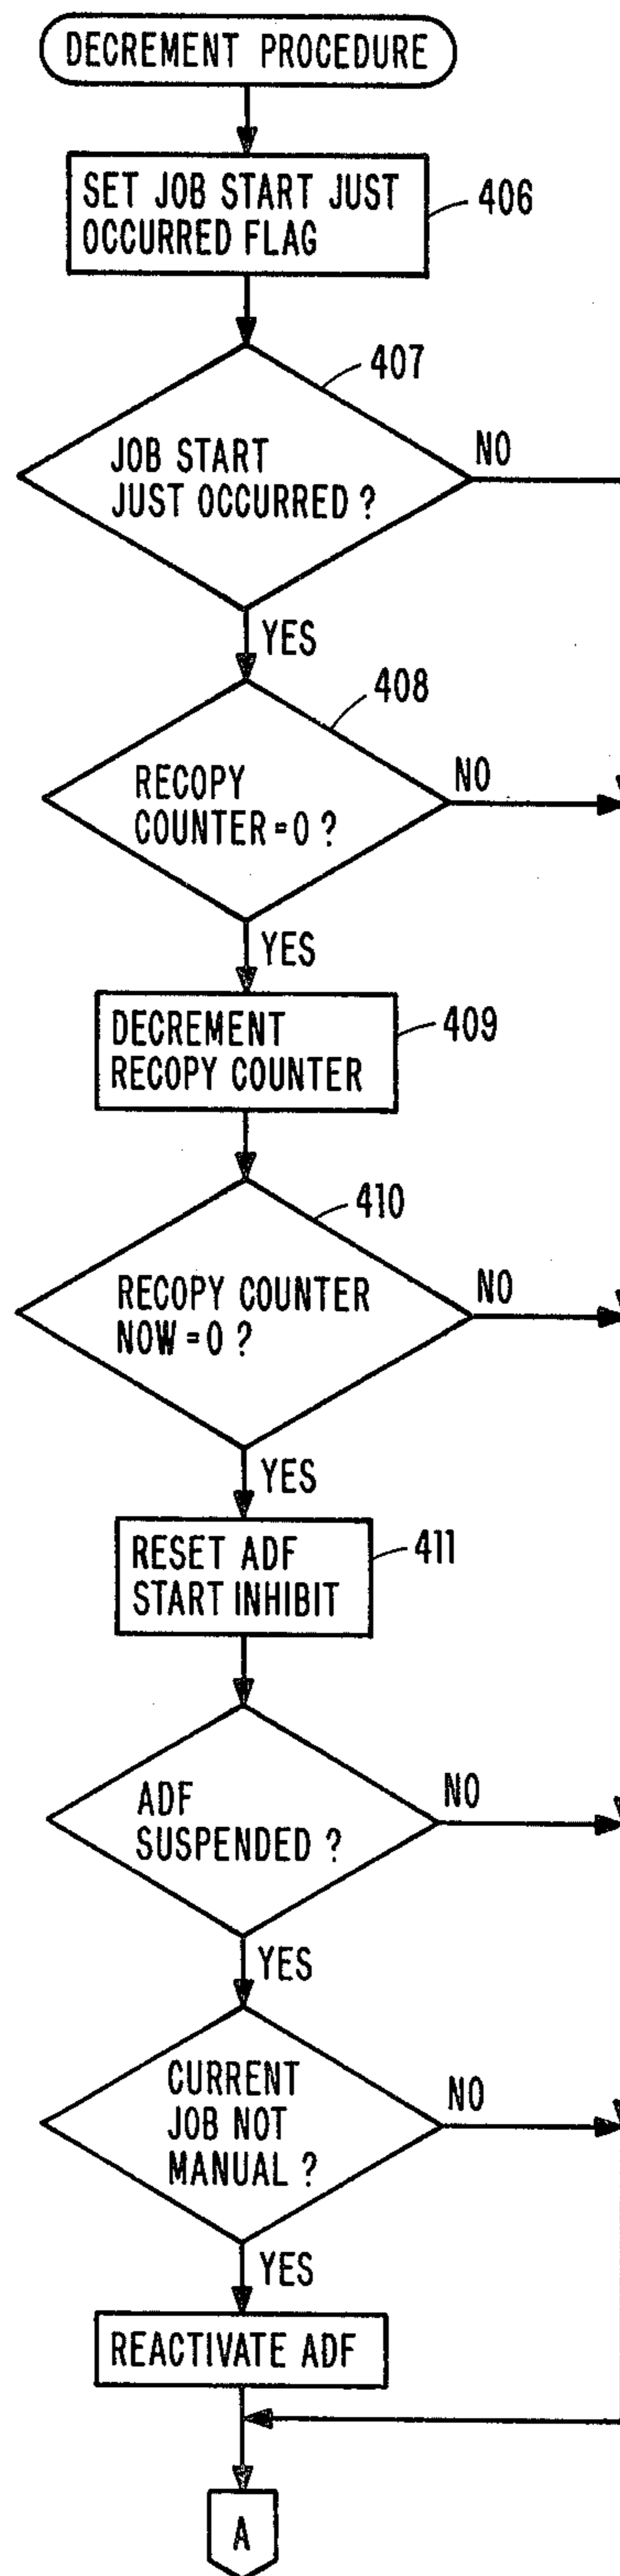 DECREMENT PROCEDURE
SET JOB START JUST
OCCURRED FLAG
406
407
JOB START
JUST OCCURRED ?
NO
YES
408
RECOPY
COUNTER = 0 ?
NO
YES
DECREMENT
RECOPY COUNTER
409
410
RECOPY COUNTER
NOW = 0 ?
NO
YES
RESET ADF
START INHIBIT
411
ADF
SUSPENDED ?
NO
YES
CURRENT
JOB NOT
MANUAL ?
NO
YES
REACTIVATE ADF
A